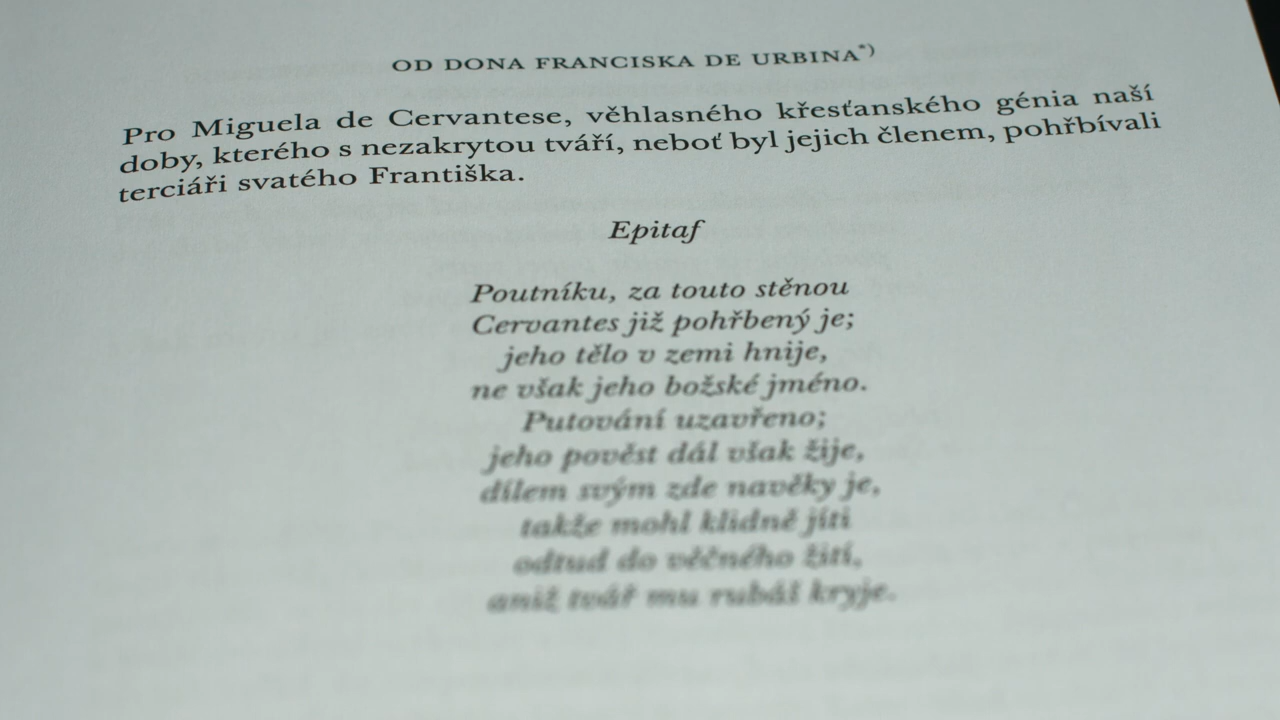 OD DONA FRANCISKA DE URBINA*)
Pro Miguela de Cervantese, věhlasného křesťanského génia naší
doby, kterého s nezakrytou tváří, neboť byl jejich členem, pohřbívali
terciáři svatého Františka.
Epitaf
Poutníku, za touto stěnou
Cervantes již pohřbený je;
jeho tělo v zemi hnije,
ne však jeho božské jméno.
Putování uzavřeno;
jeho pověst dál však žije,
dílem svým zde navěky je,
takže mohl klidně jíti
odtud do věčného žití,
aniž tvář mu rubáš kryje.